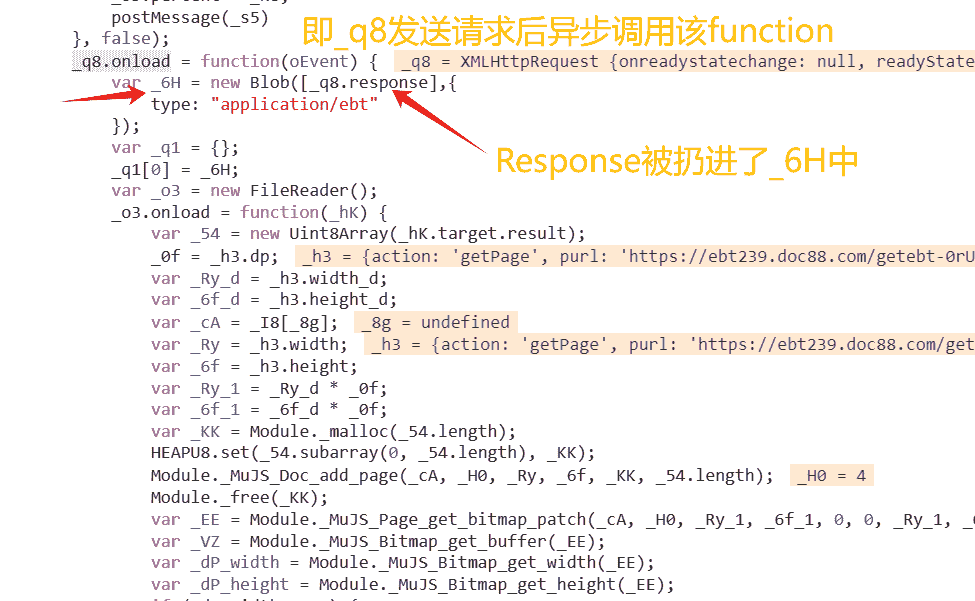 postMessage(_s5)
}, false);
即_q8发送请求后异步调用该function
_q8.onload = function(oEvent) { _q8 = XMLHttpRequest {onreadystatechange: null, readyState
var _6H = new Blob([_q8.response],{
type: "application/ebt"
});
Response被扔进了_6H中
var _q1 = {};
_q1[0] = _6H;
var _o3 = new FileReader();
_o3.onload = function(_hK) {
var _54 = new Uint8Array(_hK.target.result);
_0f = _h3.dp; _h3 = {action: 'getPage', purl: 'https://ebt239.doc88.com/getebt-0rU
var _Ry_d = _h3.width_d;
var _6f_d = _h3.height_d;
var _cA = _I8[_8g]; _8g = undefined
var _Ry = _h3.width; _h3 = {action: 'getPage', purl: 'https://ebt239.doc88.com/get
var _6f = _h3.height;
var _Ry_1 = _Ry_d * _0f;
var _6f_1 = _6f_d * _0f;
var _KK = Module._malloc(_54.length);
HEAPU8.set(_54.subarray(0, _54.length), _KK);
Module._MuJS_Doc_add_page(_cA, _H0, _Ry, _6f, _KK, _54.length); _H0 = 4
Module._free(_KK);
var _EE = Module._MuJS_Page_get_bitmap_patch(_cA, _H0, _Ry_1, _6f_1, 0, 0, _Ry_1,
var _VZ = Module._MuJS_Bitmap_get_buffer(_EE);
var _dP_width = Module._MuJS_Bitmap_get_width(_EE);
var _dP_height = Module._MuJS_Bitmap_get_height(_EE);